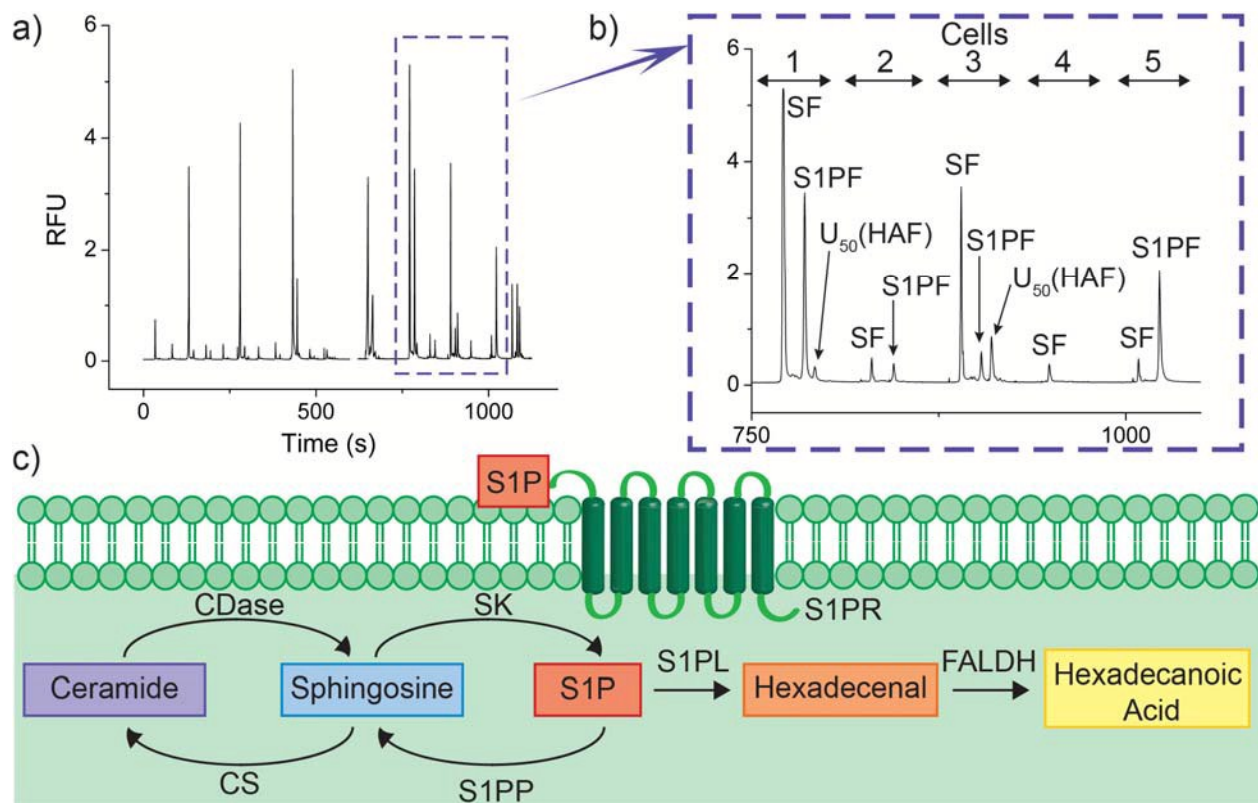 a)
6
4
2
0
RFU
0
500
1000
Time (s)
b)
Cells
1 2 3 4 5
6
4
2
0
SF
S1PF
U50(HAF)
SF
S1PF
SF
S1PF
U50(HAF)
SF
SF
S1PF
750
1000
c)
S1P
S1PR
CDase
SK
S1PL
FALDH
Ceramide
Sphingosine
S1P
Hexadecenal
Hexadecanoic
Acid
CS
S1PP